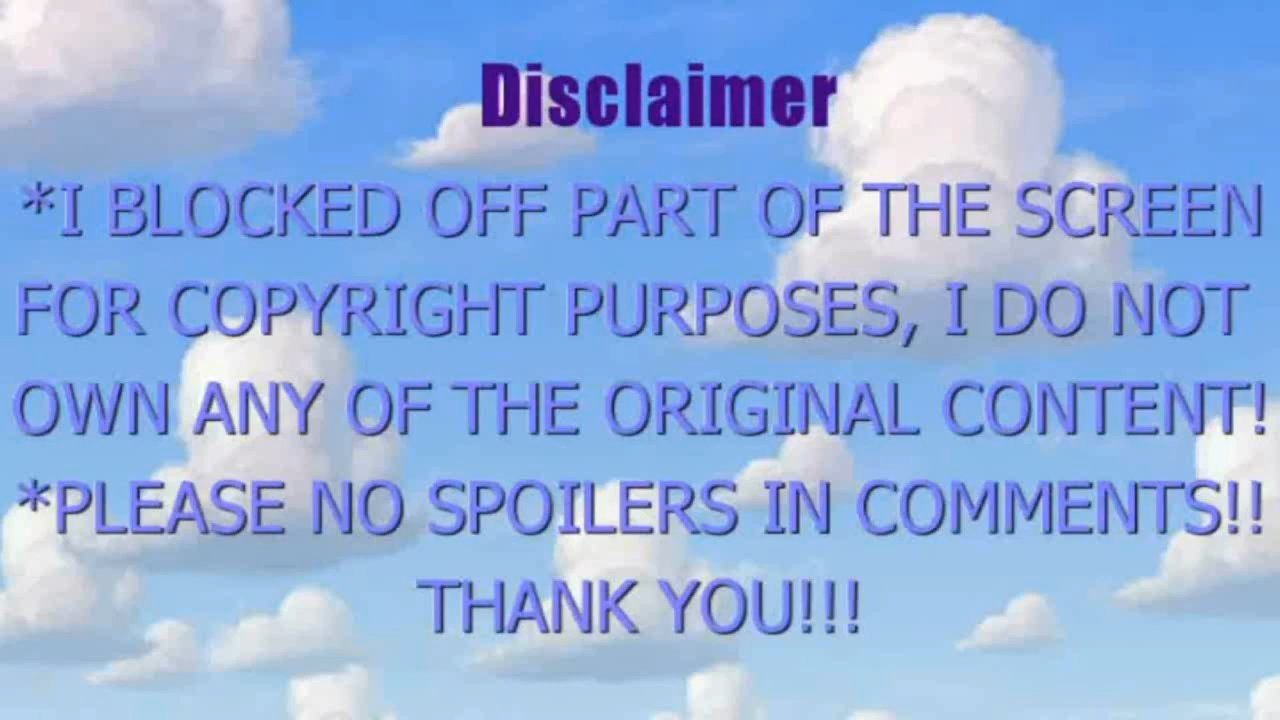 Disclaimer
*I BLOCKED OFF PART OF THE SCREEN
FOR COPYRIGHT PURPOSES, I DO NOT
OWN ANY OF THE ORIGINAL CONTENT!
*PLEASE NO SPOILERS IN COMMENTS!!
THANK YOU!!!